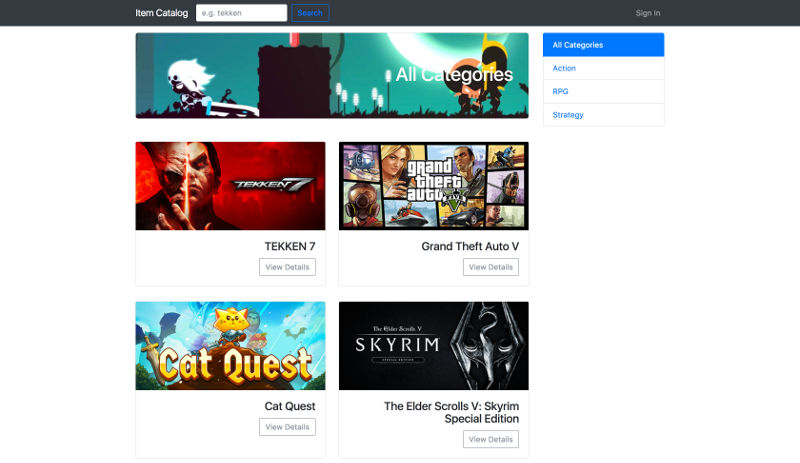 Item Catalog
e.g. tekken
Search
Sign In
All Categories
All Categories
Action
RPG
Strategy
TEKKEN 7
grand
theft
auto
V
TEKKEN 7
View Details
Grand Theft Auto V
View Details
Cat Quest
The Elder Scrolls V
SKYRIM
SPECIAL EDITION
Cat Quest
View Details
The Elder Scrolls V: Skyrim
Special Edition
View Details